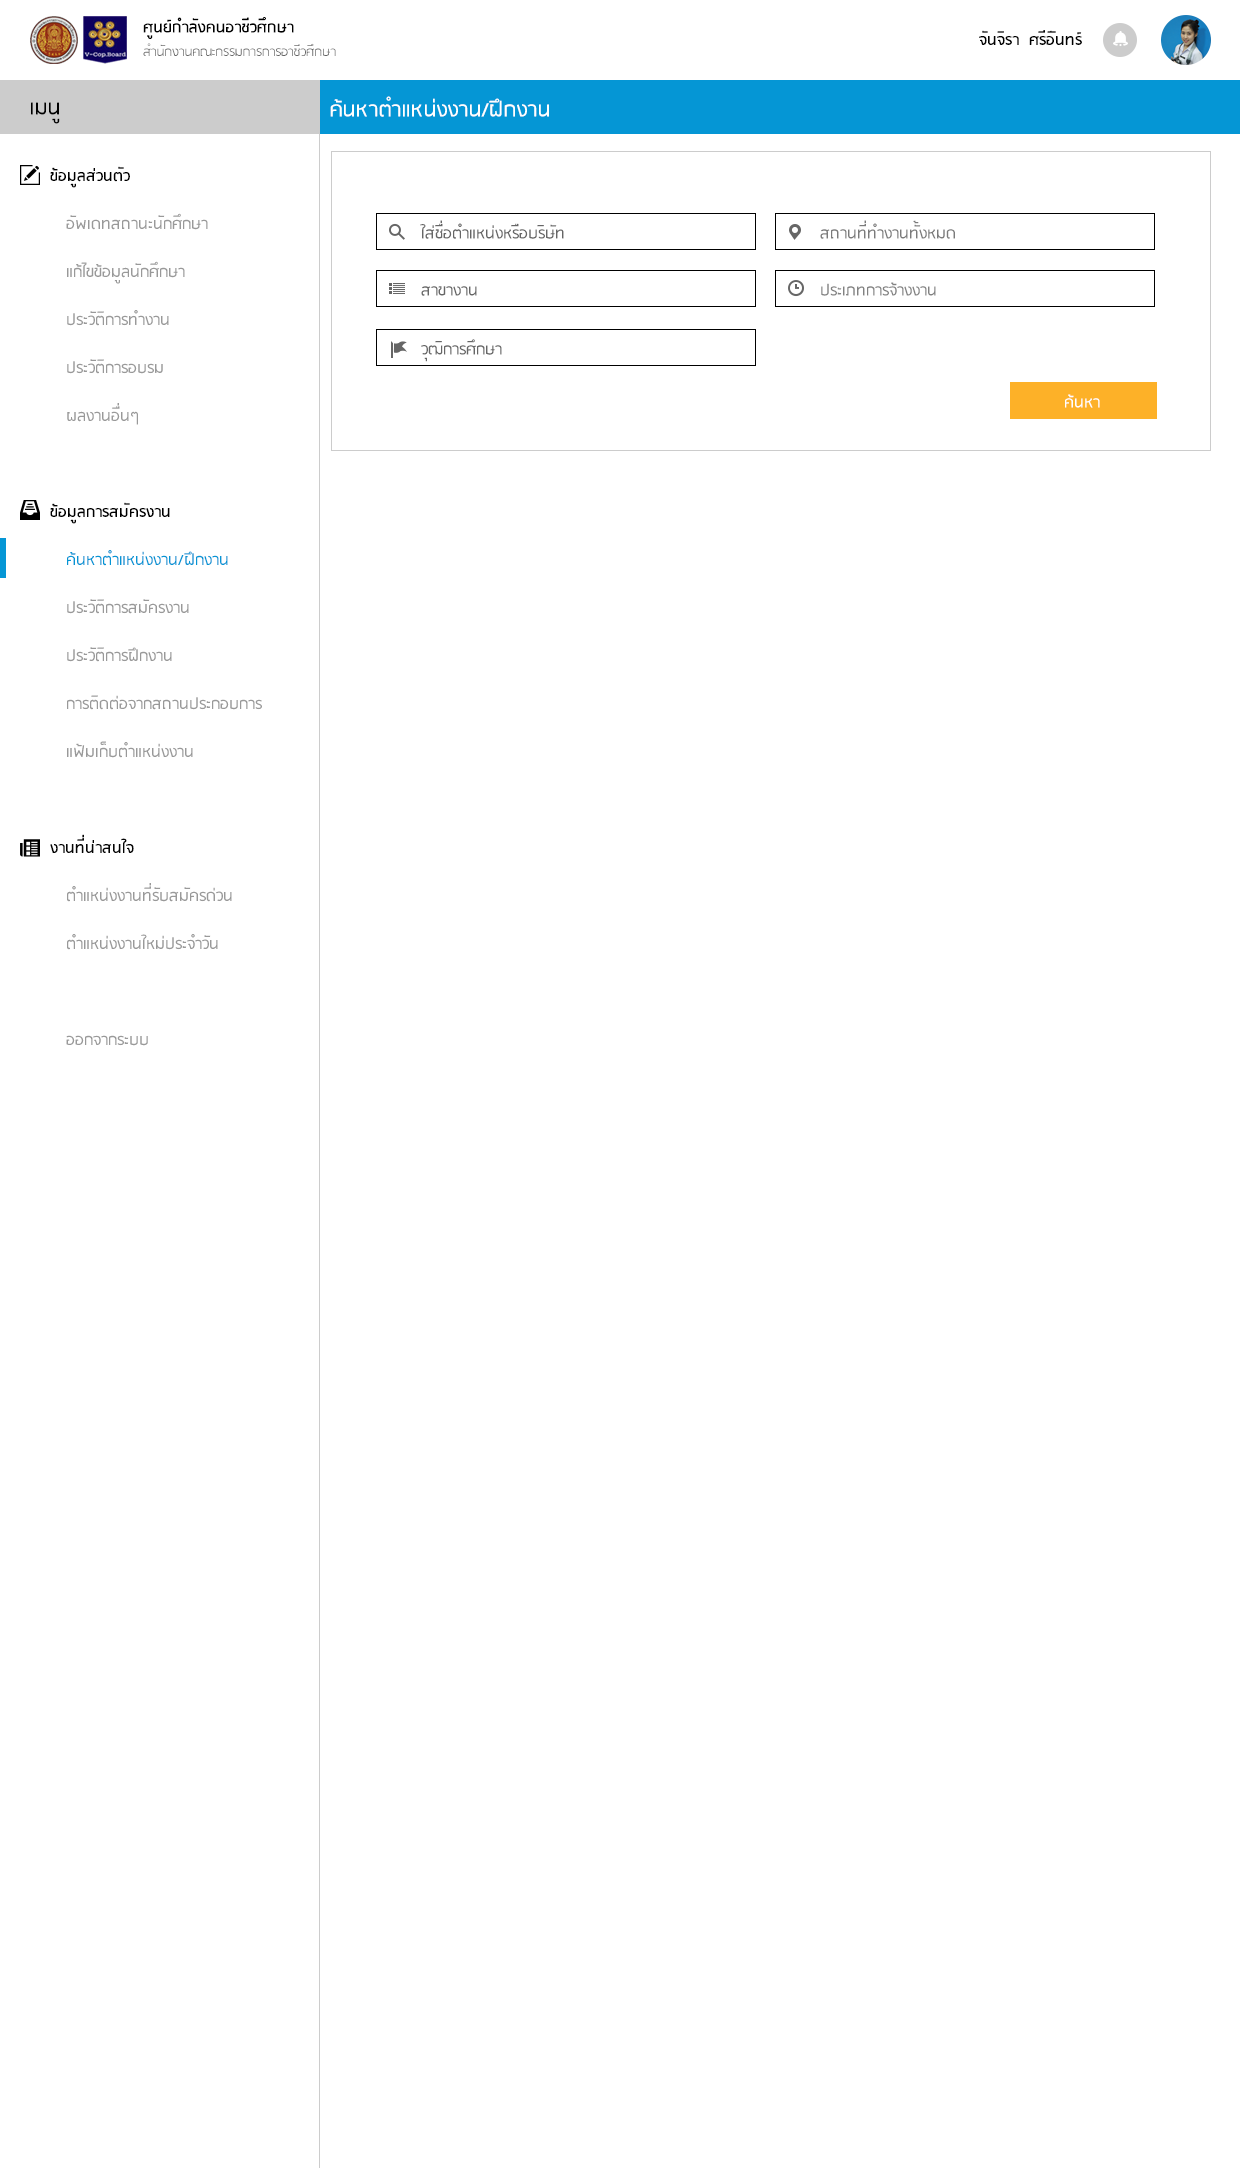 ศูนย์กำลังคนอาชีวศึกษา
สำนักงานคณะกรรมการการอาชีวศึกษา
V-Cop.Board
จันจิรา ศรีอินทร์
เมนู
ค้นหาตำแหน่งงาน/ฝึกงาน
ข้อมูลส่วนตัว
อัพเดทสถานะนักศึกษา
แก้ไขข้อมูลนักศึกษา
ประวัติการทำงาน
ประวัติการอบรม
ผลงานอื่นๆ
ข้อมูลการสมัครงาน
ค้นหาตำแหน่งงาน/ฝึกงาน
ประวัติการสมัครงาน
ประวัติการฝึกงาน
การติดต่อจากสถานประกอบการ
แฟ้มเก็บตำแหน่งงาน
งานที่น่าสนใจ
ตำแหน่งงานที่รับสมัครด่วน
ตำแหน่งงานใหม่ประจำวัน
ออกจากระบบ
ใส่ชื่อตำแหน่งหรือบริษัท
สถานที่ทำงานทั้งหมด
สาขางาน
ประเภทการจ้างงาน
วุฒิการศึกษา
ค้นหา